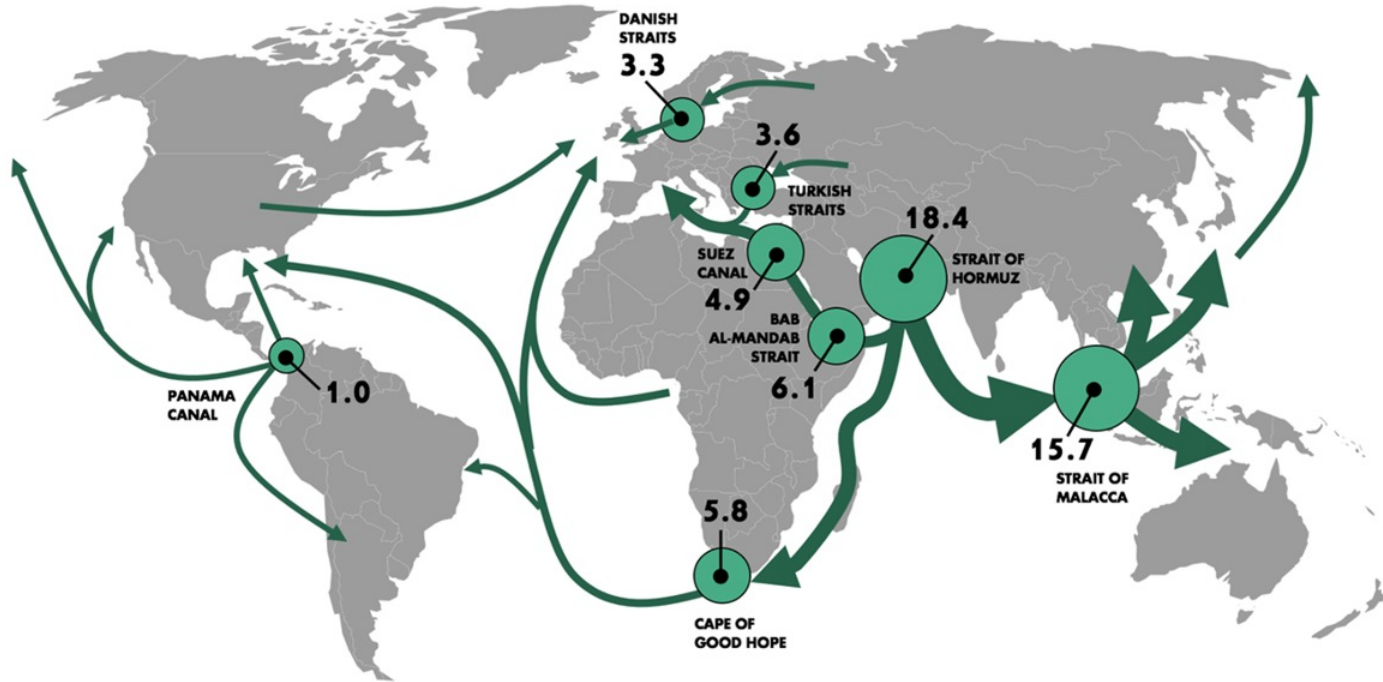 DANISH
STRAITS
3.3
3.6
TURKISH
STRAITS
18.4
STRAIT OF
HORMUZ
SUEZ
CANAL
4.9
BAB
AL-MANDAB
STRAIT
6.1
PANAMA
CANAL
1.0
15.7
STRAIT OF
MALACCA
5.8
CAPE OF
GOOD HOPE